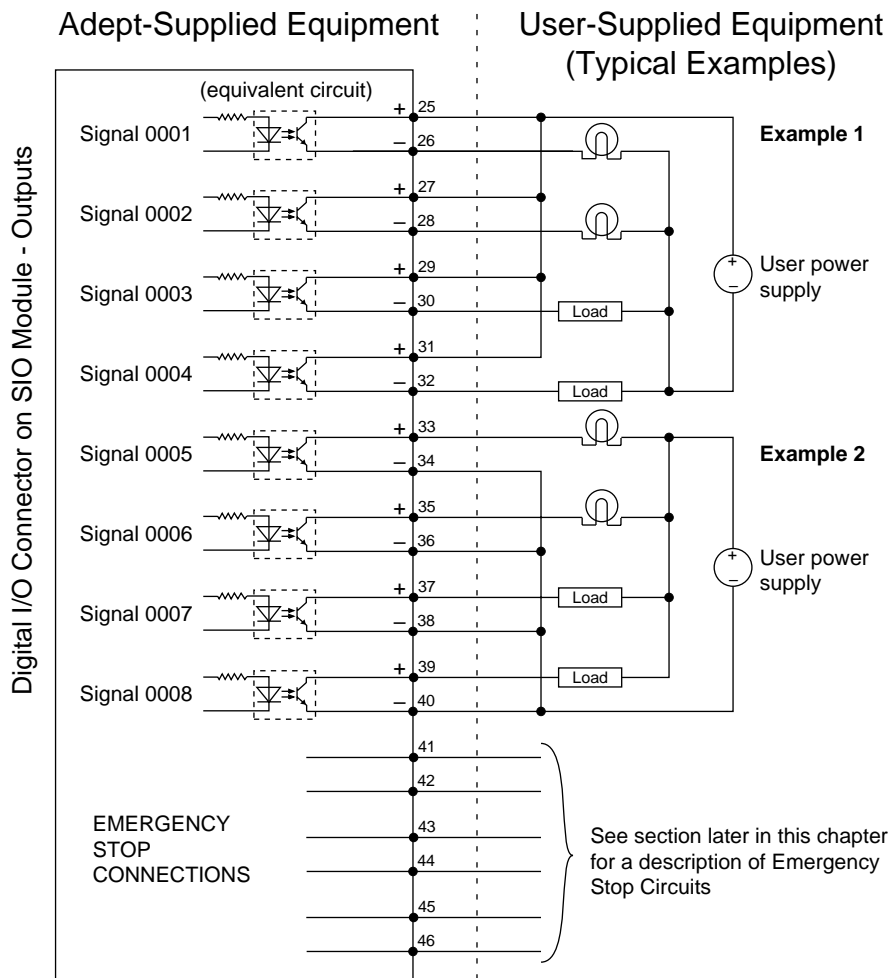 Adept-Supplied Equipment
User-Supplied Equipment
(Typical Examples)
Digital I/O Connector on SIO Module - Outputs
(equivalent circuit)
Signal 0001
+ 25
– 26
Example 1
Signal 0002
+ 27
– 28
Signal 0003
+ 29
– 30
Load
+
–
User power
supply
Signal 0004
+ 31
– 32
Load
Signal 0005
+ 33
– 34
Example 2
Signal 0006
+ 35
– 36
+
–
User power
supply
Signal 0007
+ 37
– 38
Load
Signal 0008
+ 39
– 40
Load
41
42
43
44
45
46
EMERGENCY
STOP
CONNECTIONS
See section later in this chapter
for a description of Emergency
Stop Circuits